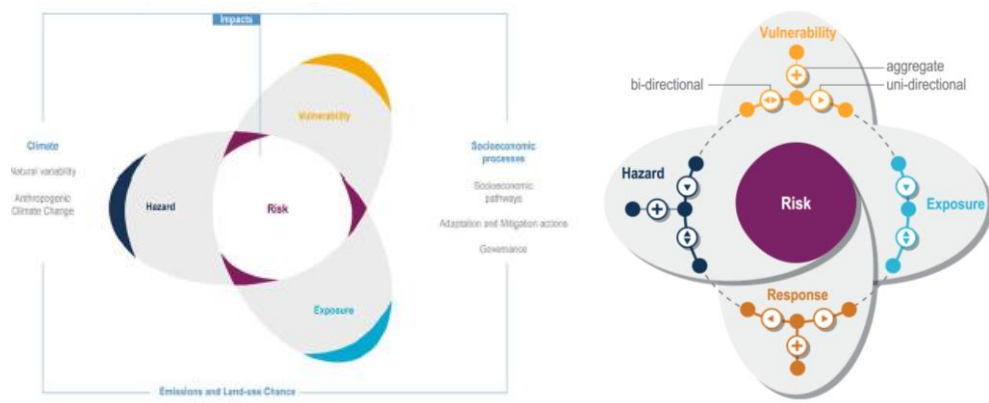 Impacts
Vulnerability
Climate
Natural variability
Anthropogenic
Climate Change
Hazard
Risk
Socioeconomic
processes
Socioeconomic
pathways
Adaptation and Mitigation actions
Governance
Exposure
Emissions and Land-use Chance
Vulnerability
aggregate
bi-directional
uni-directional
Hazard
Risk
Exposure
Response